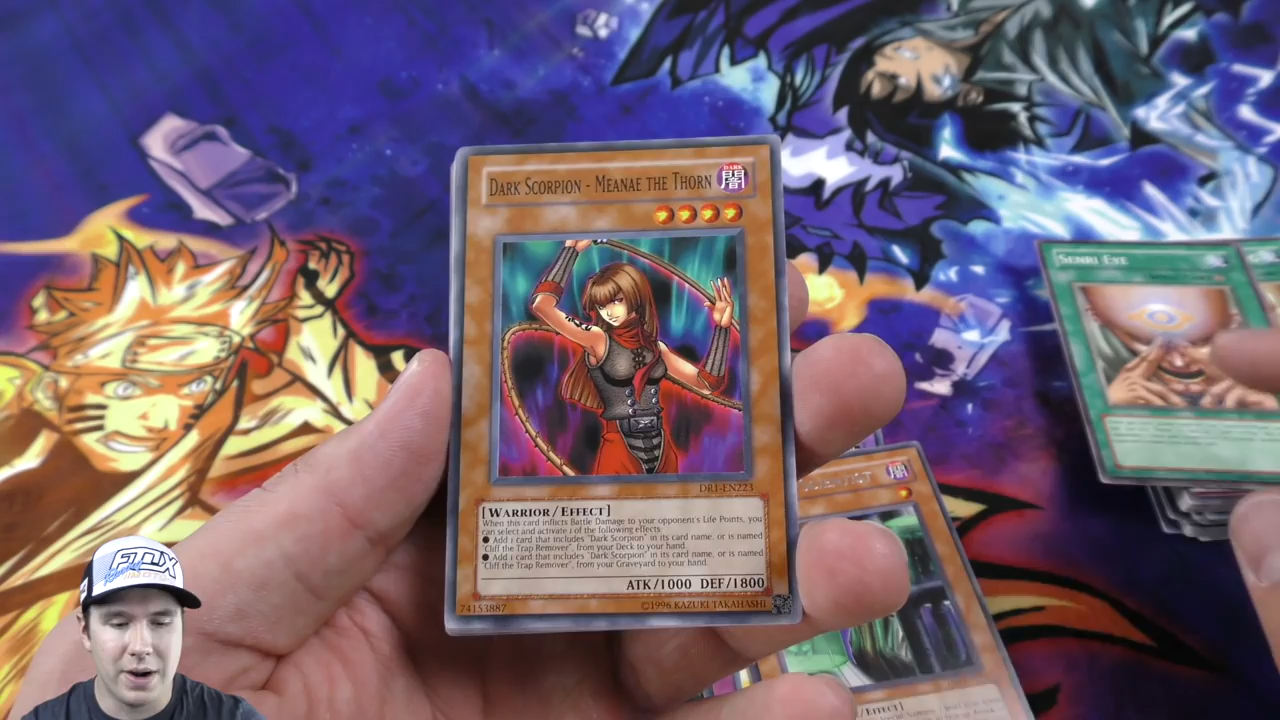 DARK SCORPION - MEANAE THE THORN
DARK
闇
DR1-EN223
[WARRIOR/EFFECT]
When this card inflicts Battle Damage to your opponent's Life Points, you
can select and activate 1 of the following effects:
● Add 1 card that includes "Dark Scorpion" in its card name, or is named
"Cliff the Trap Remover", from your Deck to your hand.
● Add 1 card that includes "Dark Scorpion" in its card name, or is named
"Cliff the Trap Remover", from your Graveyard to your hand.
ATK/1000 DEF/1800
74153887
©1996 KAZUKI TAKAHASHI
SENRI EYE
FOX
/EFFECT]